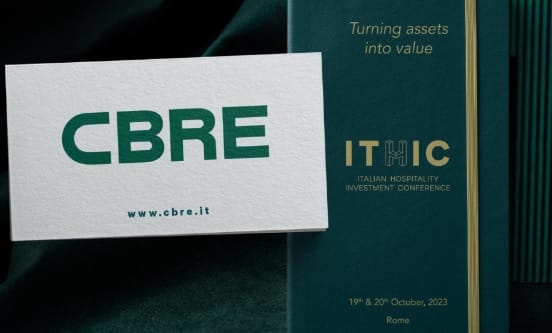 CBRE
www.cbre.it
Turning assets
into value
ITHIC
ITALIAN HOSPITALITY
INVESTMENT CONFERENCE
19th & 20th October, 2023
Rome